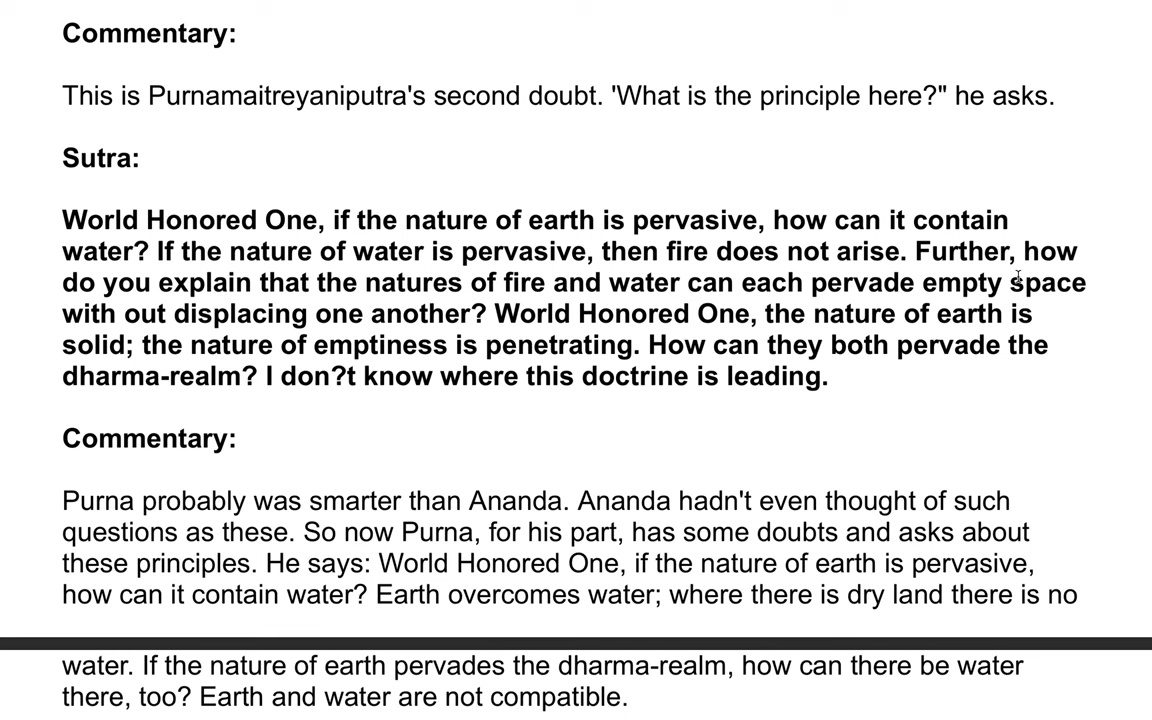 Commentary:
This is Purnamaitreyaniputra's second doubt. 'What is the principle here?" he asks.
Sutra:
World Honored One, if the nature of earth is pervasive, how can it contain
water? If the nature of water is pervasive, then fire does not arise. Further, how
do you explain that the natures of fire and water can each pervade empty space
with out displacing one another? World Honored One, the nature of earth is
solid; the nature of emptiness is penetrating. How can they both pervade the
dharma-realm? I don?t know where this doctrine is leading.
Commentary:
Purna probably was smarter than Ananda. Ananda hadn't even thought of such
questions as these. So now Purna, for his part, has some doubts and asks about
these principles. He says: World Honored One, if the nature of earth is pervasive,
how can it contain water? Earth overcomes water; where there is dry land there is no
water. If the nature of earth pervades the dharma-realm, how can there be water
there, too? Earth and water are not compatible.